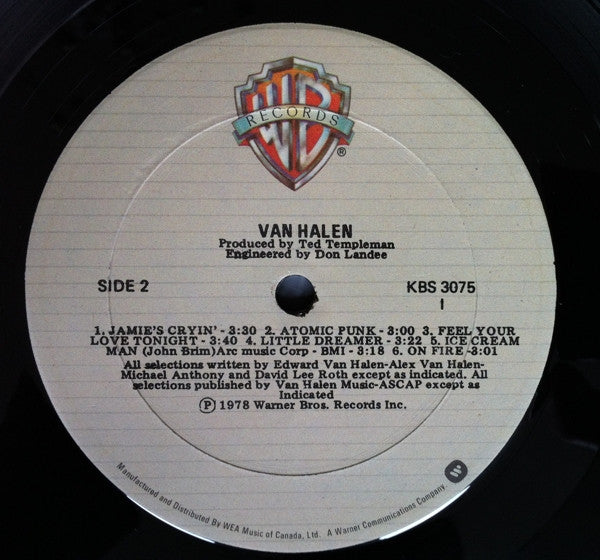 WB
RECORDS
®
VAN HALEN
Produced by Ted Templeman
Engineered by Don Landee
SIDE 2
KBS 3075
1
1. JAMIE'S CRYIN' - 3:30 2. ATOMIC PUNK - 3:00 3. FEEL YOUR
LOVE TONIGHT - 3:40 4. LITTLE DREAMER - 3:22 5. ICE CREAM
MAN (John Brim) Arc music Corp - BMI - 3:18 6. ON FIRE - 3:01
All selections written by Edward Van Halen-Alex Van Halen-
Michael Anthony and David Lee Roth except as indicated. All
selections published by Van Halen Music-ASCAP except as
Indicated
Ⓟ 1978 Warner Bros. Records Inc.
Manufactured and Distributed By WEA Music of Canada, Ltd. A Warner Communications Company.